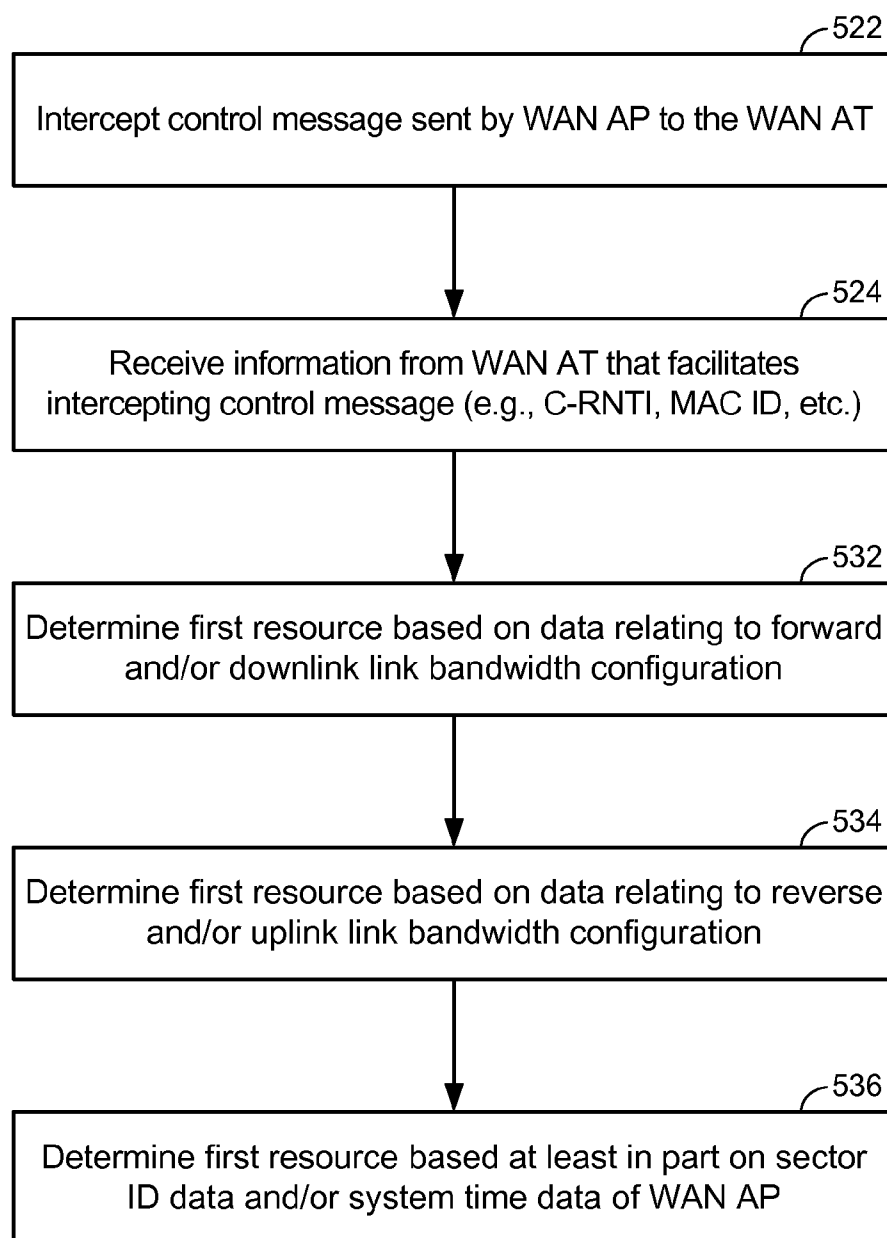 522
Intercept control message sent by WAN AP to the WAN AT
524
Receive information from WAN AT that facilitates
intercepting control message (e.g., C-RNTI, MAC ID, etc.)
532
Determine first resource based on data relating to forward
and/or downlink link bandwidth configuration
534
Determine first resource based on data relating to reverse
and/or uplink link bandwidth configuration
536
Determine first resource based at least in part on sector
ID data and/or system time data of WAN AP